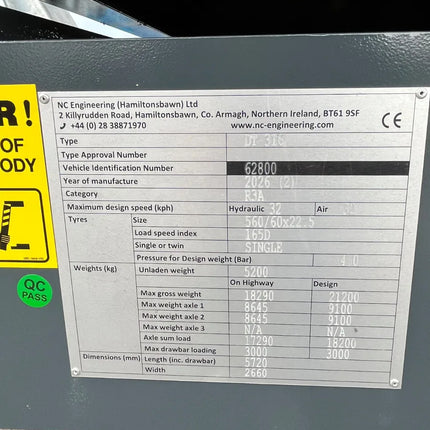 R!
OF
ODY
QC
PASS
NC Engineering (Hamiltonsbawn) Ltd
2 Killyrudden Road, Hamiltonsbawn, Co. Armagh, Northern Ireland, BT61 9SF
+44 (0) 28 38871970 www.nc-engineering.com CE
Type
Type Approval Number
Vehicle Identification Number 62800
Year of manufacture 2026 (2)
Category R3A
Maximum design speed (kph) Hydraulic 32 Air
Tyres Size 560/60x22.5
Load speed index 165D
Single or twin SINGLE
Pressure for Design weight (Bar) 4.0
Weights (kg) Unladen weight 5200
On Highway Design
Max gross weight 18290 21200
Max weight axle 1 8645 9100
Max weight axle 2 8645 9100
Max weight axle 3 N/A N/A
Axle sum load 17290 18200
Max drawbar loading 3000 3000
Dimensions (mm) Length (inc. drawbar) 5720
Width 2660